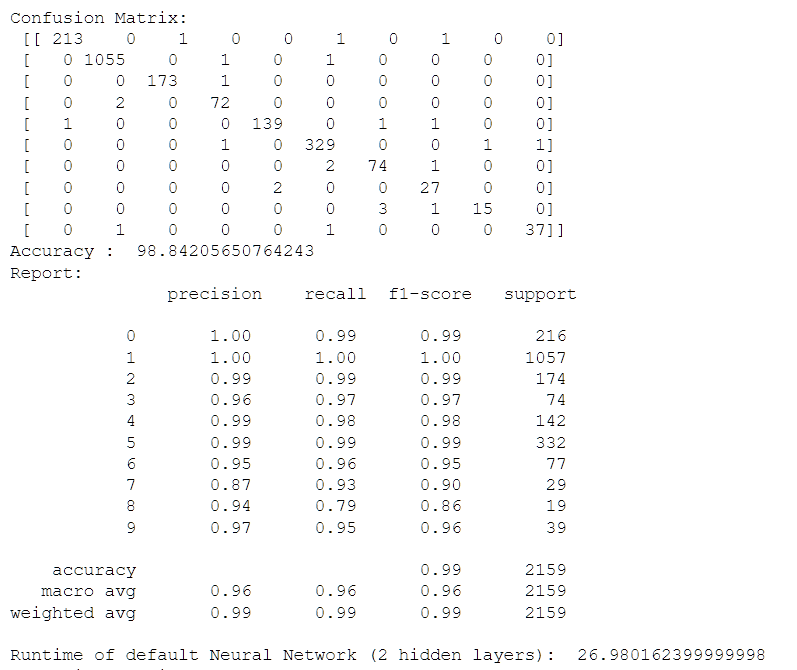 Confusion Matrix:
[[ 213 0 1 0 0 1 0 1 0 0]
[ 0 1055 0 1 0 1 0 0 0 0]
[ 0 0 173 1 0 0 0 0 0 0]
[ 0 2 0 72 0 0 0 0 0 0]
[ 1 0 0 0 139 0 1 1 0 0]
[ 0 0 0 1 0 329 0 0 1 1]
[ 0 0 0 0 0 2 74 1 0 0]
[ 0 0 0 0 2 0 0 27 0 0]
[ 0 0 0 0 0 0 3 1 15 0]
[ 0 1 0 0 0 1 0 0 0 37]]
Accuracy : 98.84205650764243
Report:
precision recall f1-score support
0 1.00 0.99 0.99 216
1 1.00 1.00 1.00 1057
2 0.99 0.99 0.99 174
3 0.96 0.97 0.97 74
4 0.99 0.98 0.98 142
5 0.99 0.99 0.99 332
6 0.95 0.96 0.95 77
7 0.87 0.93 0.90 29
8 0.94 0.79 0.86 19
9 0.97 0.95 0.96 39
accuracy 0.99 2159
macro avg 0.96 0.96 0.96 2159
weighted avg 0.99 0.99 0.99 2159
Runtime of default Neural Network (2 hidden layers): 26.980162399999998